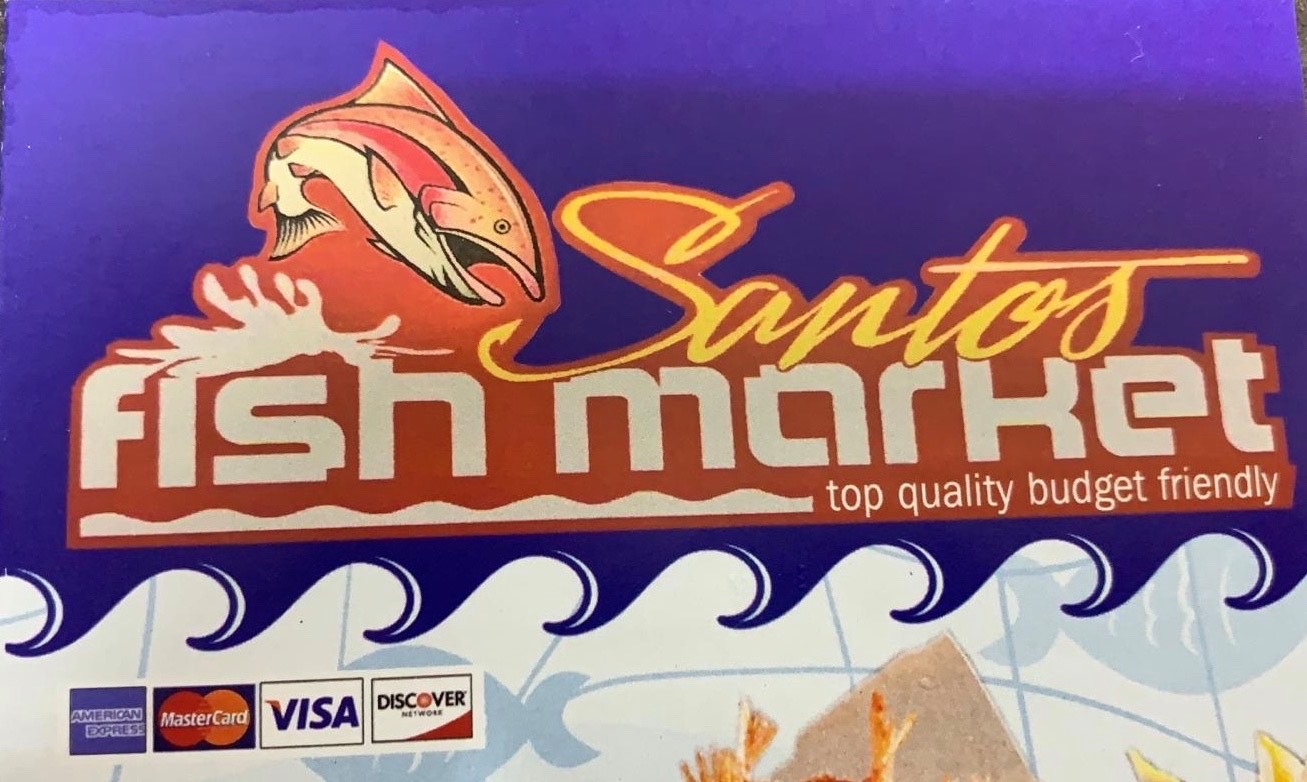 Santos
fish market
top quality budget friendly
AMERICAN
EXPRESS
MasterCard
VISA
DISCOVER
NETWORK